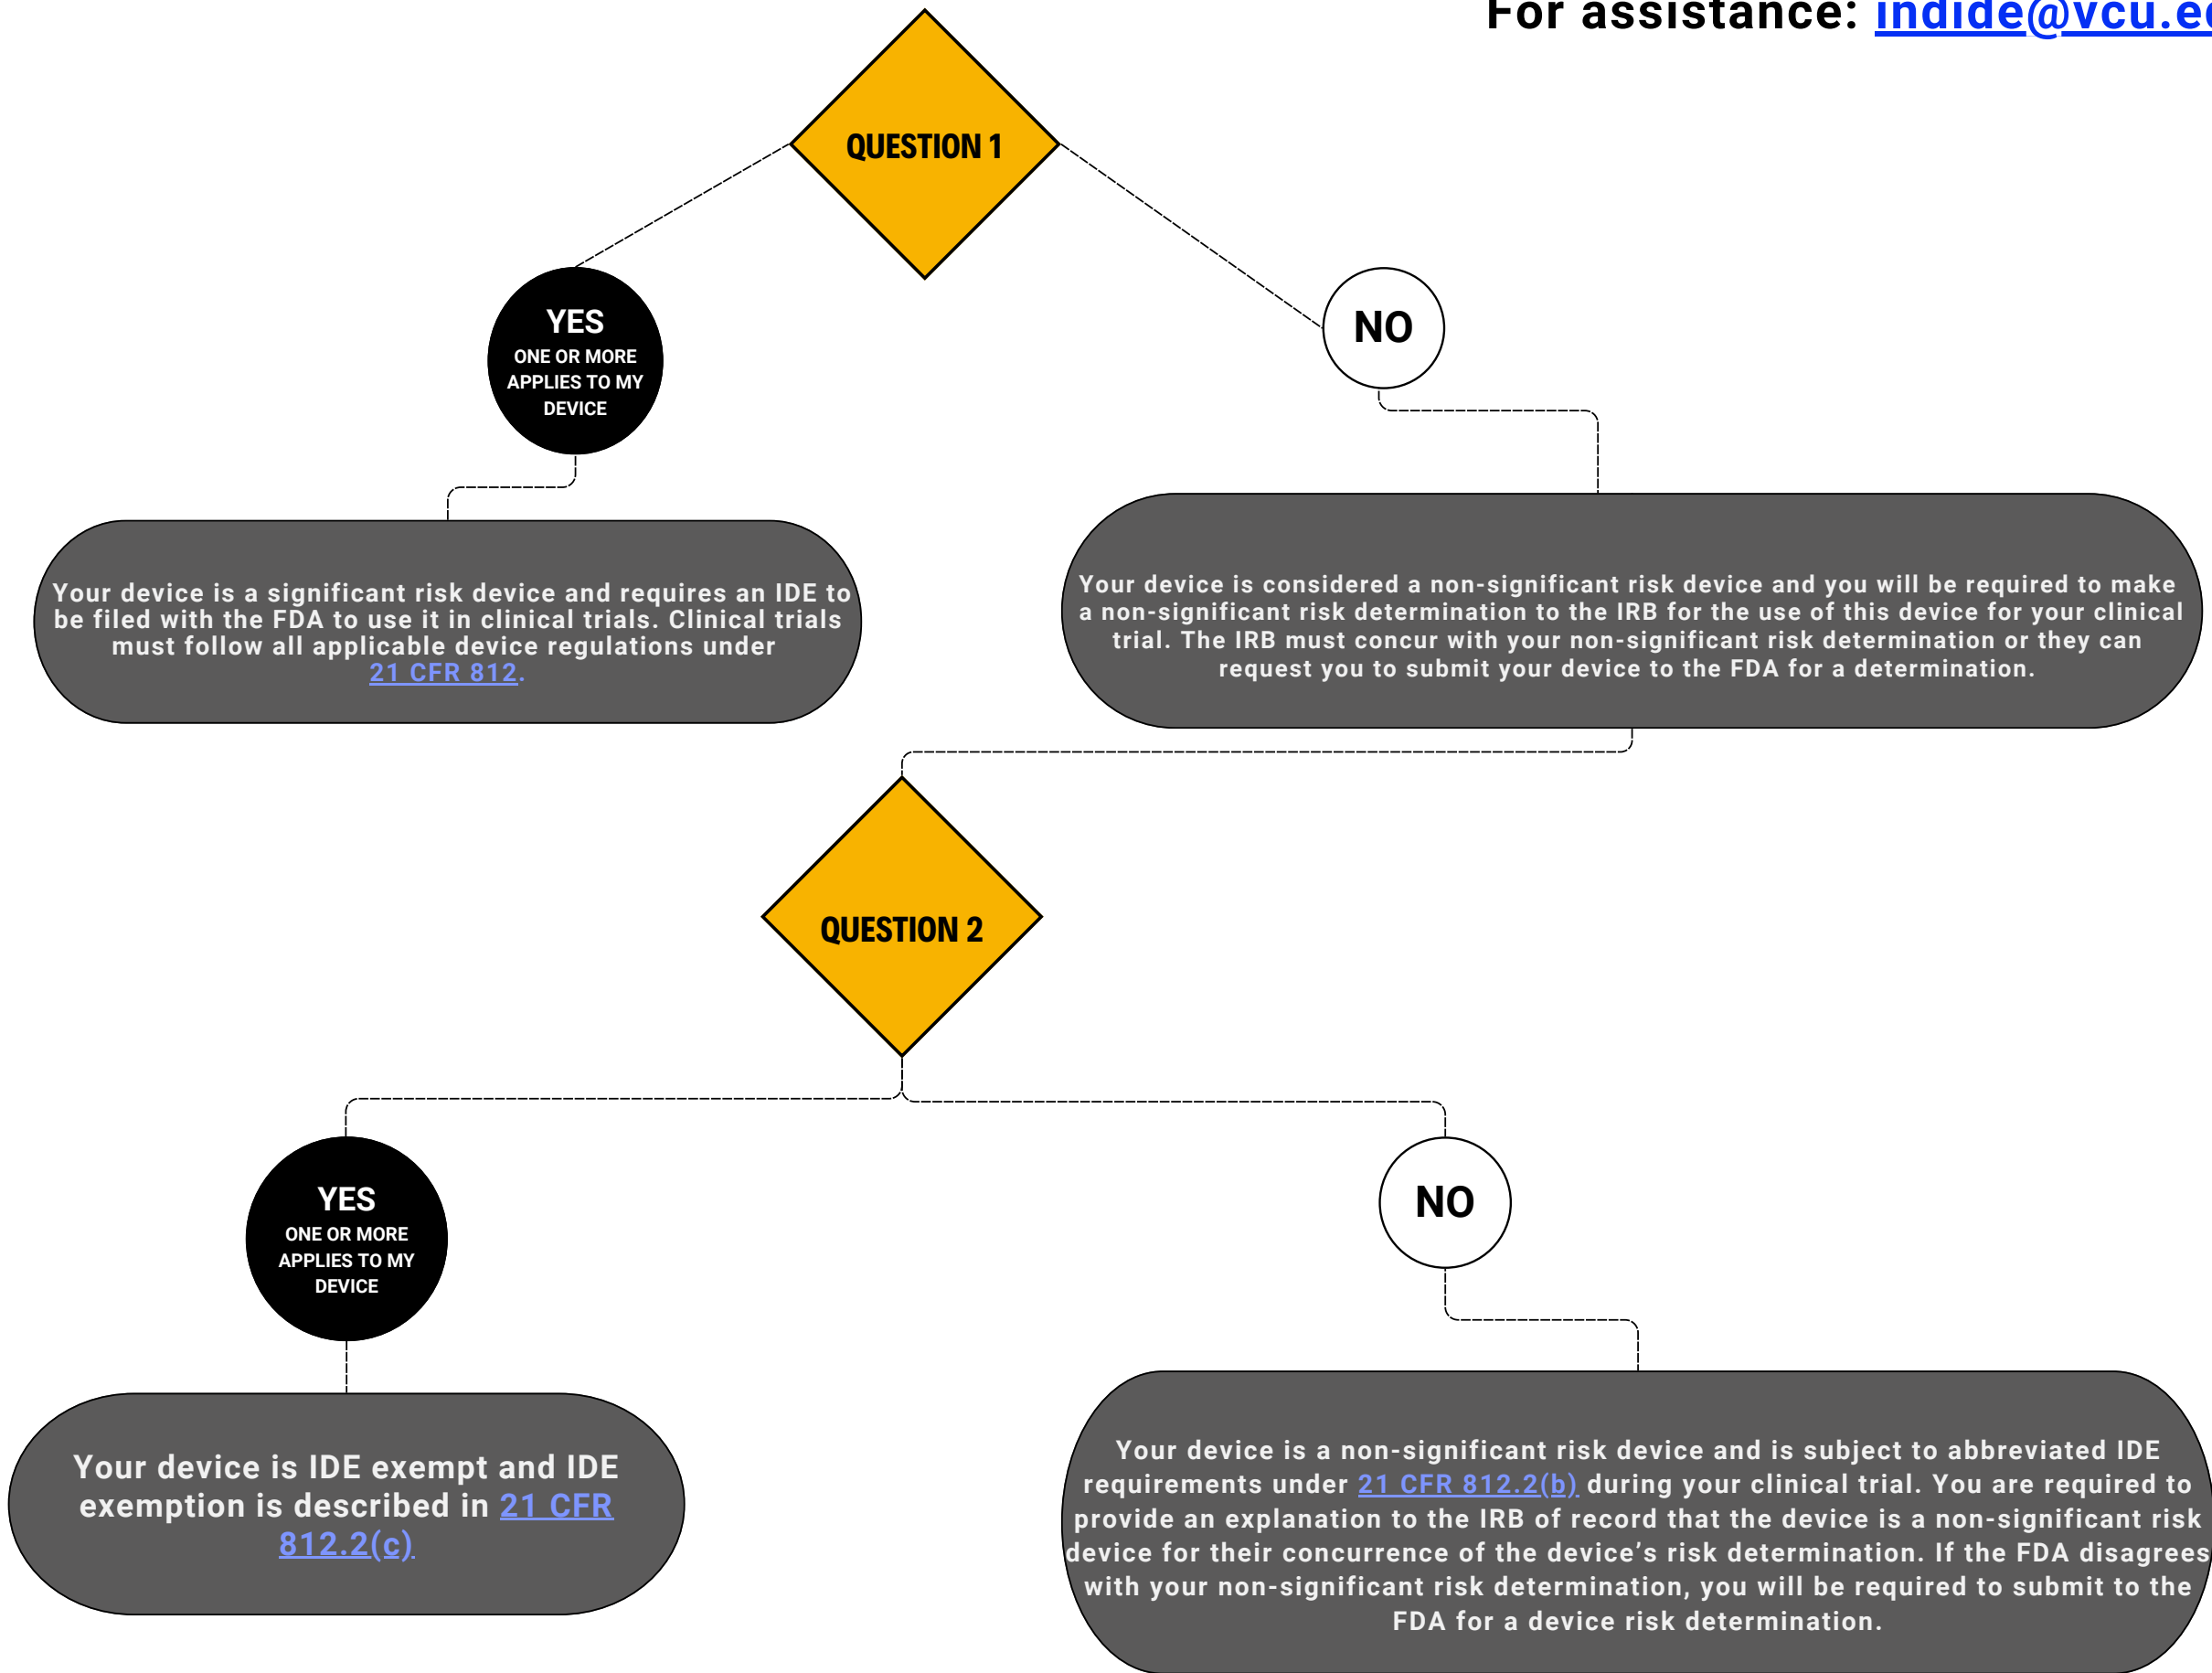 For assistance: indide@vcu.e
QUESTION 1
YES
ONE OR MORE
APPLIES TO MY
DEVICE
NO
Your device is a significant risk device and requires an IDE to
be filed with the FDA to use it in clinical trials. Clinical trials
must follow all applicable device regulations under
21 CFR 812.
Your device is considered a non-significant risk device and you will be required to make
a non-significant risk determination to the IRB for the use of this device for your clinical
trial. The IRB must concur with your non-significant risk determination or they can
request you to submit your device to the FDA for a determination.
QUESTION 2
YES
ONE OR MORE
APPLIES TO MY
DEVICE
NO
Your device is IDE exempt and IDE
exemption is described in 21 CFR
812.2(c)
Your device is a non-significant risk device and is subject to abbreviated IDE
requirements under 21 CFR 812.2(b) during your clinical trial. You are required to
provide an explanation to the IRB of record that the device is a non-significant risk
device for their concurrence of the device’s risk determination. If the FDA disagrees
with your non-significant risk determination, you will be required to submit to the
FDA for a device risk determination.